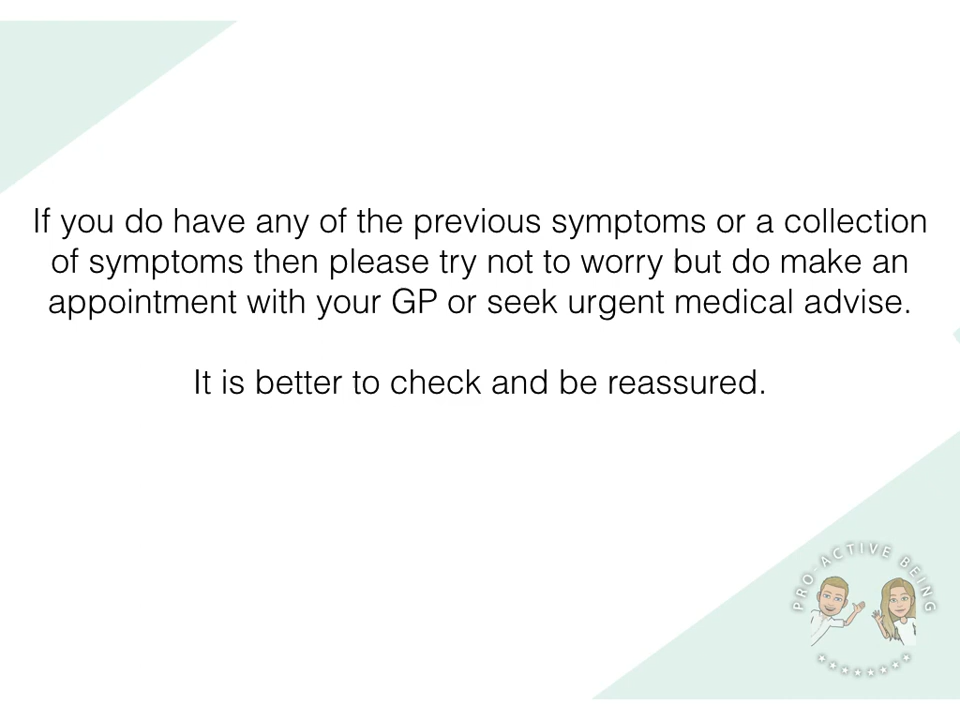 If you do have any of the previous symptoms or a collection
of symptoms then please try not to worry but do make an
appointment with your GP or seek urgent medical advise.
It is better to check and be reassured.
PRO-ACTIVE BEING